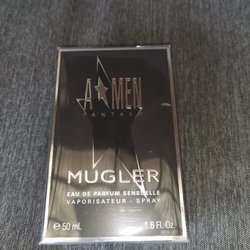 A★MEN
FANTASM
MUGLER
EAU DE PARFUM SENSUELLE
VAPORISATEUR - SPRAY
℮ 50 mL 1.6 Fl. Oz